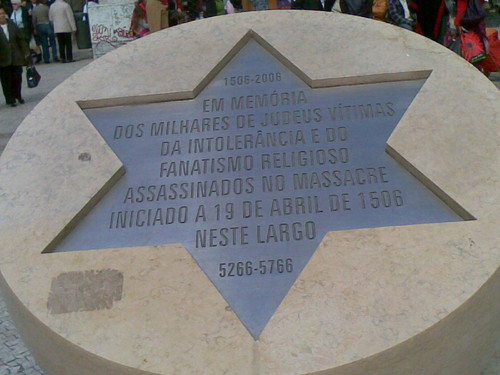 1506-2006
EM MEMÓRIA
DOS MILHARES DE JUDEUS VÍTIMAS
DA INTOLERÂNCIA E DO
FANATISMO RELIGIOSO
ASSASSINADOS NO MASSACRE
INICIADO A 19 DE ABRIL DE 1506
NESTE LARGO
5266-5766